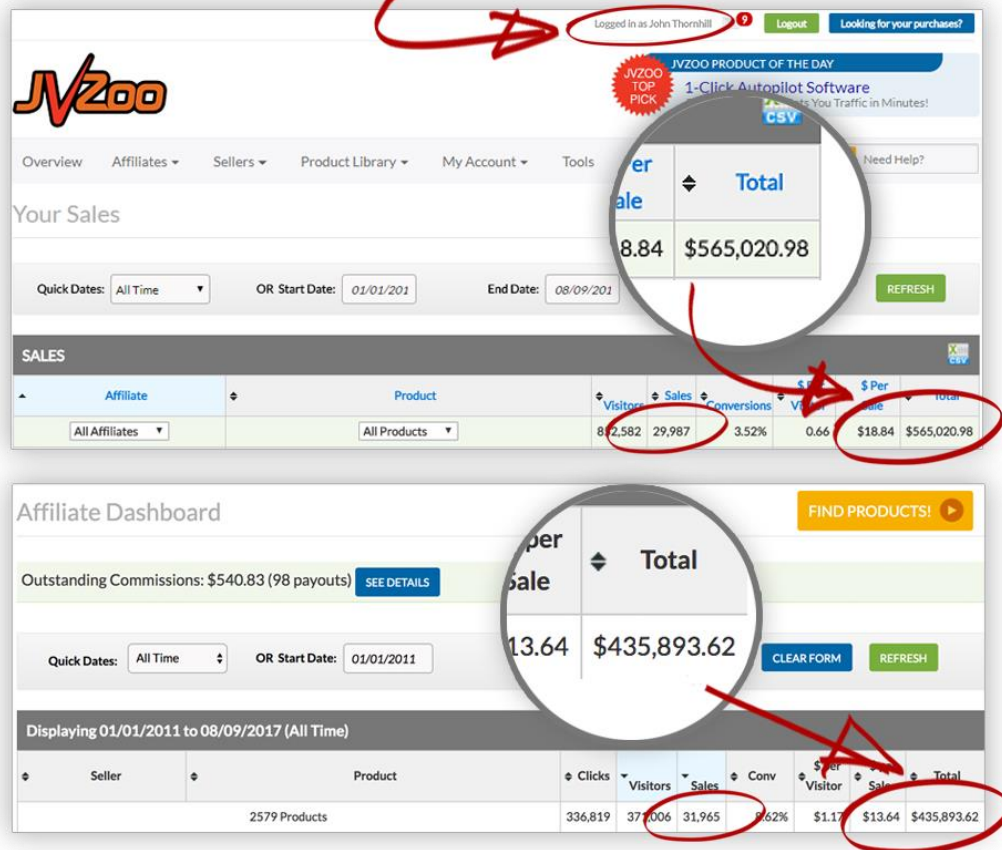 Logged in as John Thornhill 9 Logout Looking for your purchases?
JVZoo
JVZOO TOP PICK
JVZOO PRODUCT OF THE DAY
1-Click Autopilot Software
You Traffic in Minutes!
CSV
Overview Affiliates Sellers Product Library My Account Tools Need Help?
er ale Total
8.84 $565,020.98
Your Sales
Quick Dates: All Time OR Start Date: 01/01/201 End Date: 08/09/201 REFRESH
SALES CSV
Affiliate Product Visitors Sales Conversions $ Per Sale Total
All Affiliates All Products 29,987 3.52% 0.66 $18.84 $565,020.98
Affiliate Dashboard FIND PRODUCTS!
Outstanding Commissions: $540.83 (98 payouts) SEE DETAILS
per Sale Total
13.64 $435,893.62
Quick Dates: All Time OR Start Date: 01/01/2011 CLEAR FORM REFRESH
Displaying 01/01/2011 to 08/09/2017 (All Time)
Seller Product Clicks Visitors Sales Conv $ Per Visitor Sale Total
2579 Products 336,819 31,965 $1.17 $13.64 $435,893.62